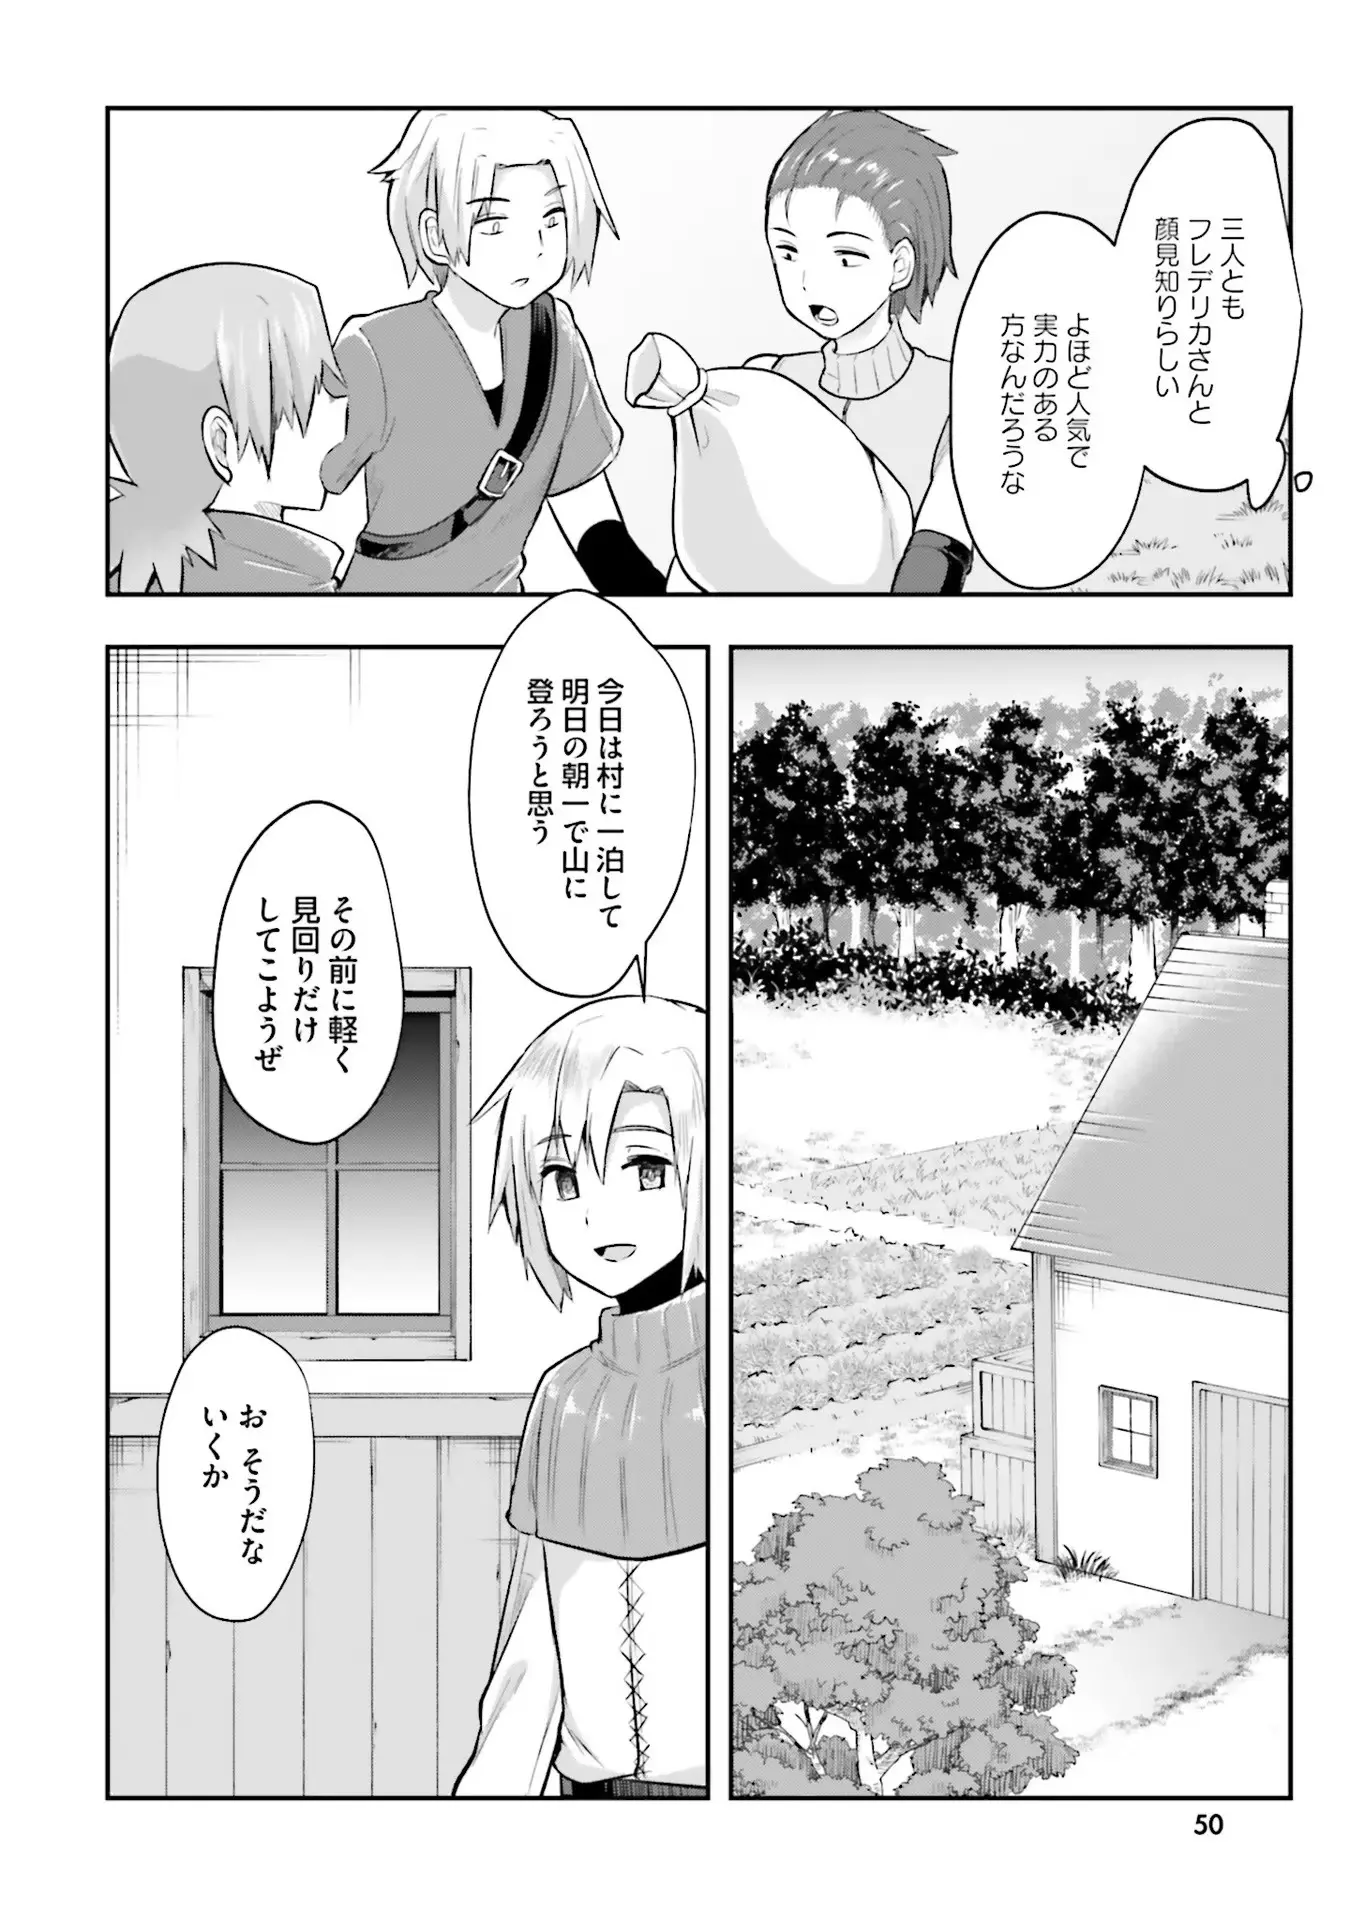 三人とも
フレデリカさんと
顔見知りらしい
よほど人気で
実力のある
方なんだろうな
今日は村に一泊して
明日の朝一で山に
登ろうと思う
その前に軽く
見回りだけ
してこようぜ
お そうだな
いくか
50